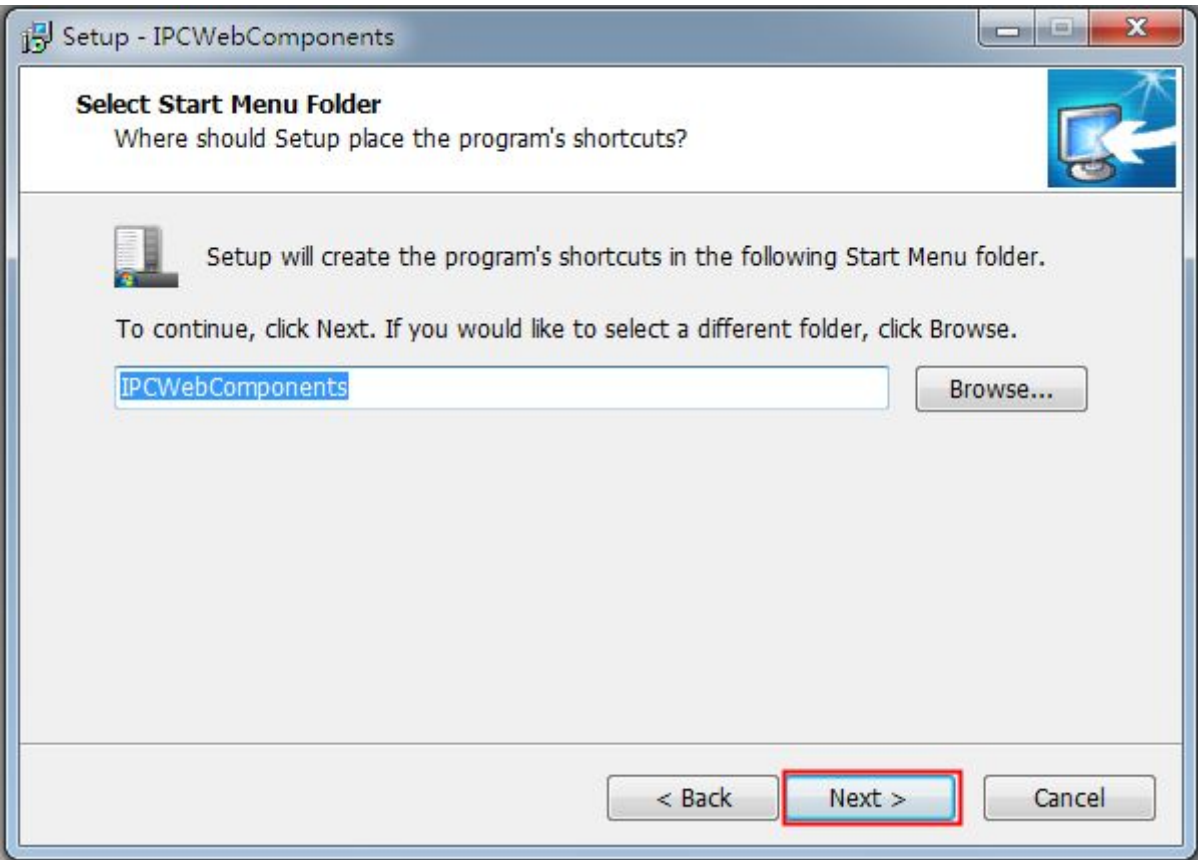 Setup - IPCWebComponents
Select Start Menu Folder
Where should Setup place the program's shortcuts?
Setup will create the program's shortcuts in the following Start Menu folder.
To continue, click Next. If you would like to select a different folder, click Browse.
IPCWebComponents
Browse...
< Back
Next >
Cancel